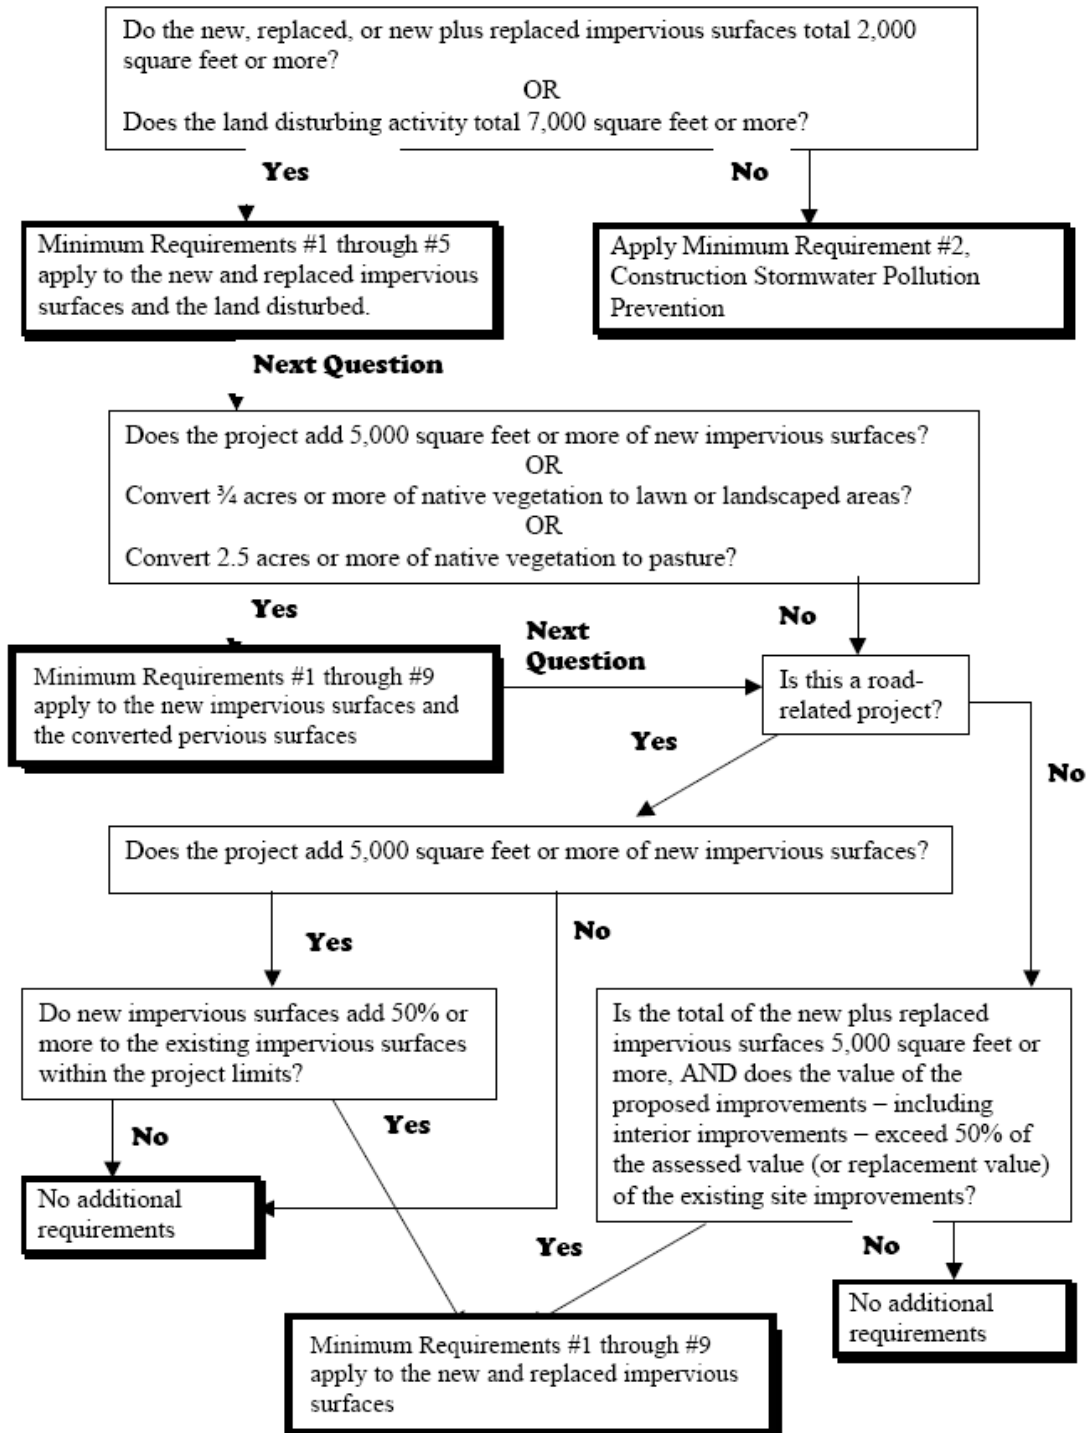 Do the new, replaced, or new plus replaced impervious surfaces total 2,000
square feet or more?
OR
Does the land disturbing activity total 7,000 square feet or more?
Yes
No
Minimum Requirements #1 through #5
apply to the new and replaced impervious
surfaces and the land disturbed.
Apply Minimum Requirement #2,
Construction Stormwater Pollution
Prevention
Next Question
Does the project add 5,000 square feet or more of new impervious surfaces?
OR
Convert ¾ acres or more of native vegetation to lawn or landscaped areas?
OR
Convert 2.5 acres or more of native vegetation to pasture?
Yes
No
Next
Question
Minimum Requirements #1 through #9
apply to the new impervious surfaces and
the converted pervious surfaces
Is this a road-
related project?
Yes
No
Does the project add 5,000 square feet or more of new impervious surfaces?
Yes
No
Do new impervious surfaces add 50% or
more to the existing impervious surfaces
within the project limits?
Is the total of the new plus replaced
impervious surfaces 5,000 square feet or
more, AND does the value of the
proposed improvements – including
interior improvements – exceed 50% of
the assessed value (or replacement value)
of the existing site improvements?
No
Yes
No additional
requirements
Yes
No
No additional
requirements
Minimum Requirements #1 through #9
apply to the new and replaced impervious
surfaces